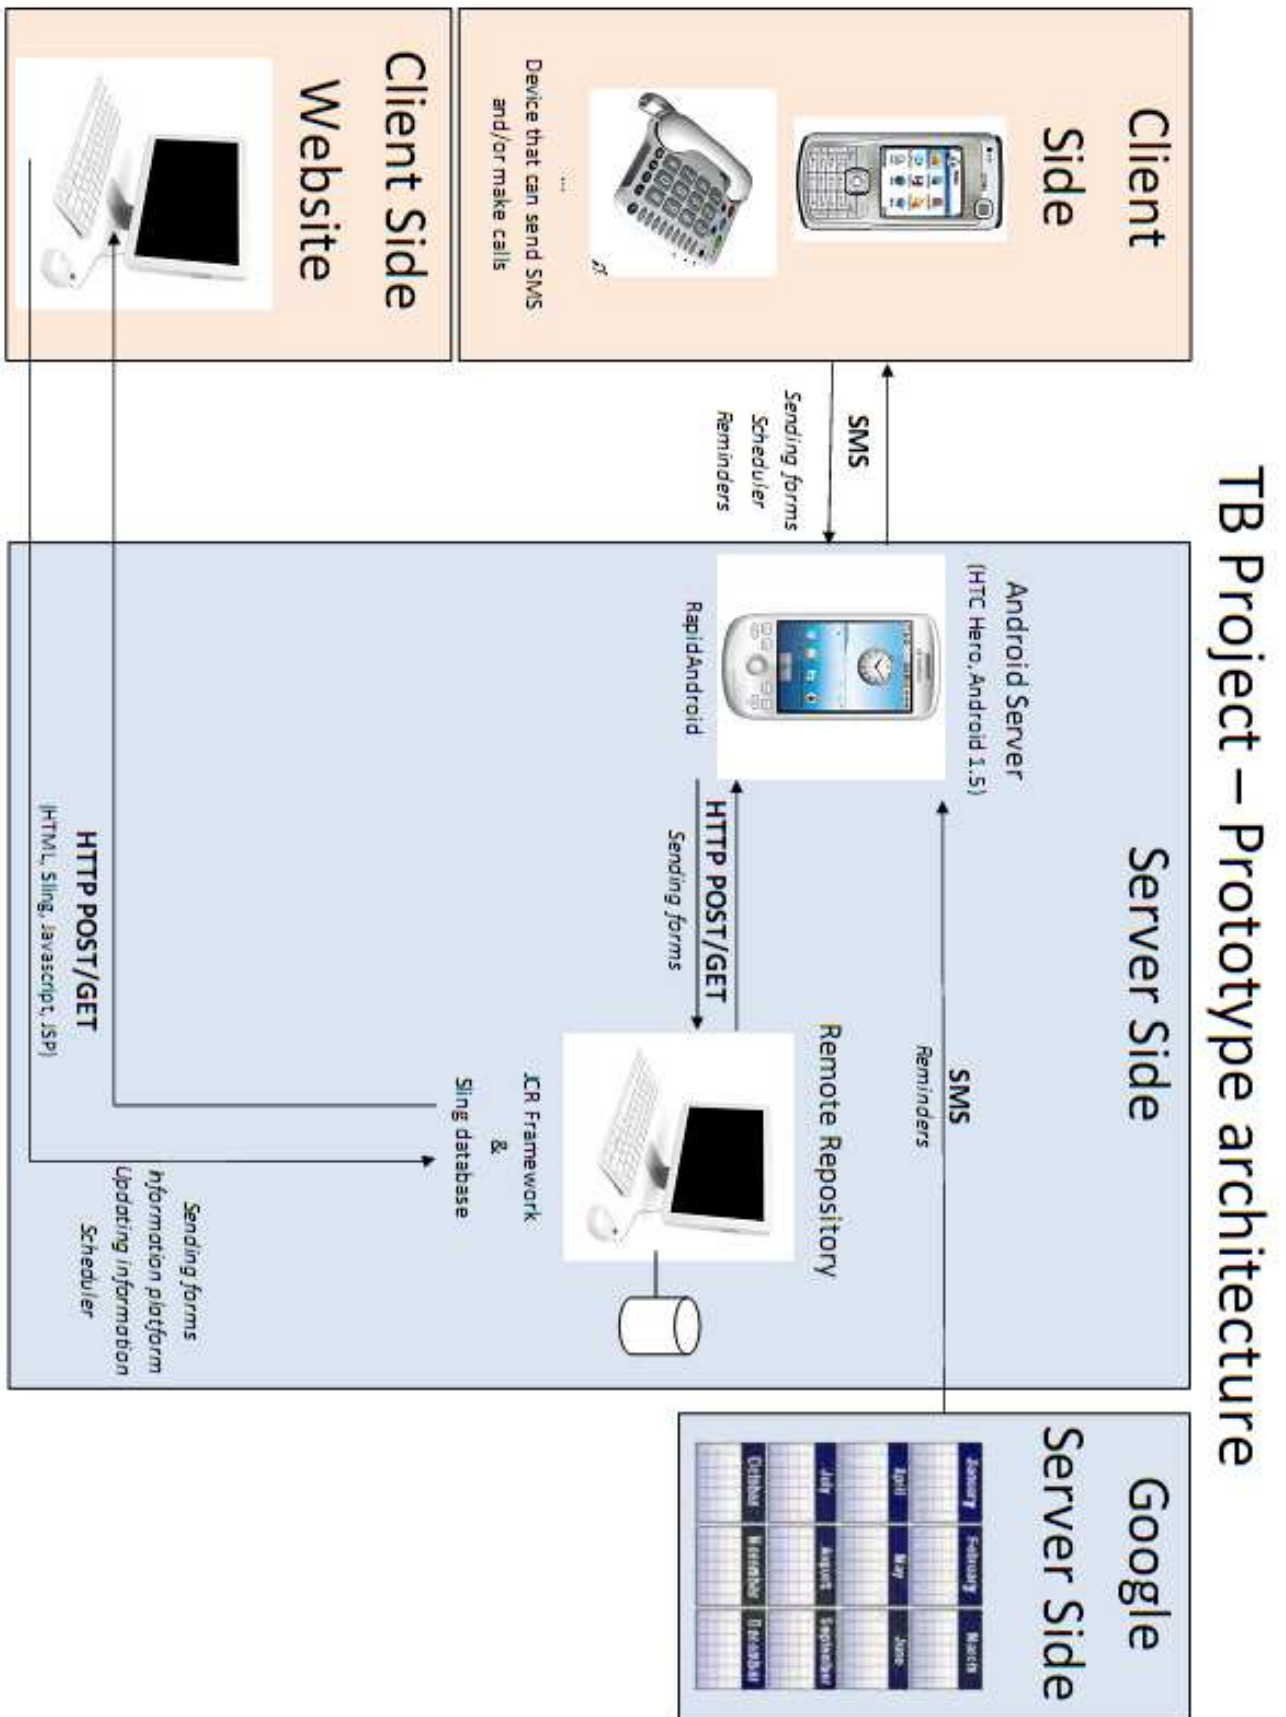 TB Project – Prototype architecture
Client
Side
Device that can send SMS
and/or make calls
....
Client Side
Website
SMS
Sending forms
Scheduler
Reminders
Server Side
Android Server
(HTC Hero, Android 1.5)
RapidAndroid
HTTP POST/GET
Sending forms
SMS
Reminders
Remote Repository
JCR Framework
&
Sling database
HTTP POST/GET
(HTML, Sling, Javascript, JSP)
Sending forms
Information platform
Updating information
Scheduler
Google
Server Side
January February March
April May June
July August September
October November December